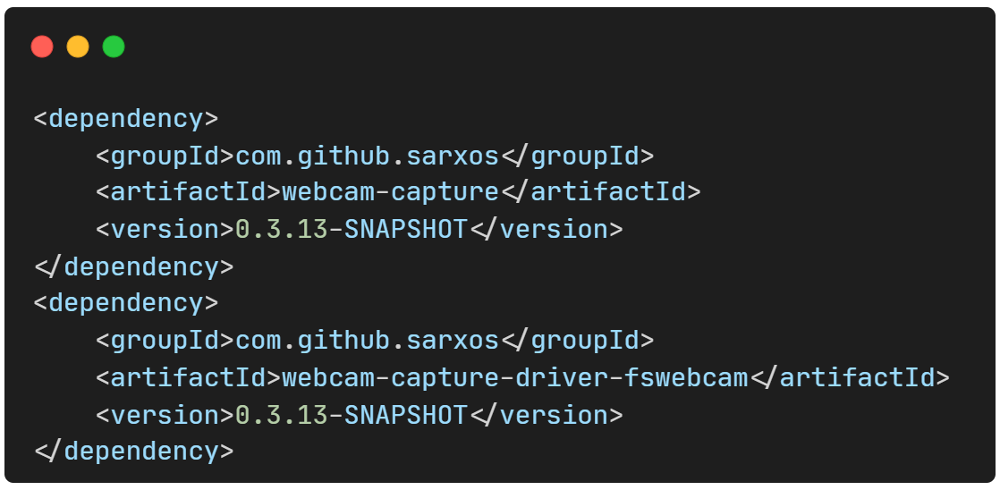 <dependency>
    <groupId>com.github.sarxos</groupId>
    <artifactId>webcam-capture</artifactId>
    <version>0.3.13-SNAPSHOT</version>
</dependency>
<dependency>
    <groupId>com.github.sarxos</groupId>
    <artifactId>webcam-capture-driver-fswebcam</artifactId>
    <version>0.3.13-SNAPSHOT</version>
</dependency>